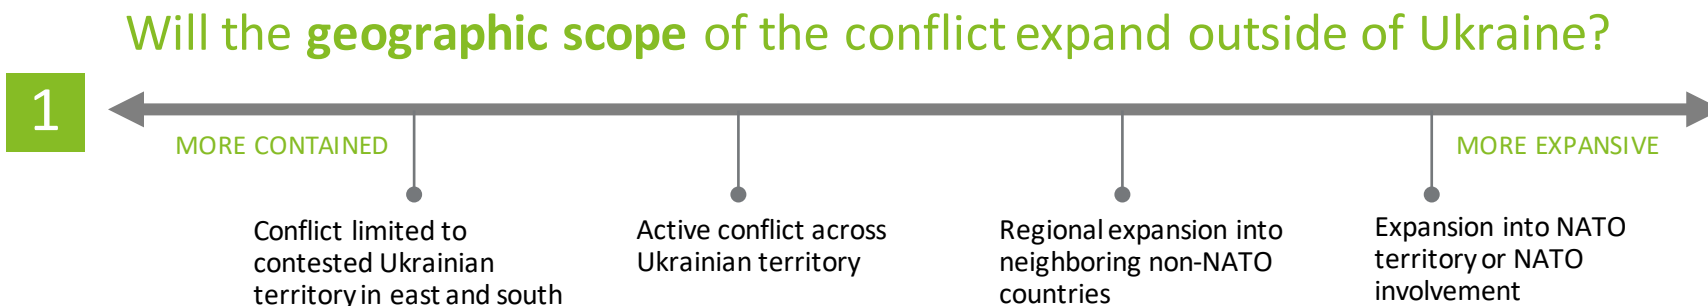 Will the geographic scope of the conflict expand outside of Ukraine?
1
MORE CONTAINED
MORE EXPANSIVE
Conflict limited to
contested Ukrainian
territory in east and south
Active conflict across
Ukrainian territory
Regional expansion into
neighboring non-NATO
countries
Expansion into NATO
territory or NATO
involvement